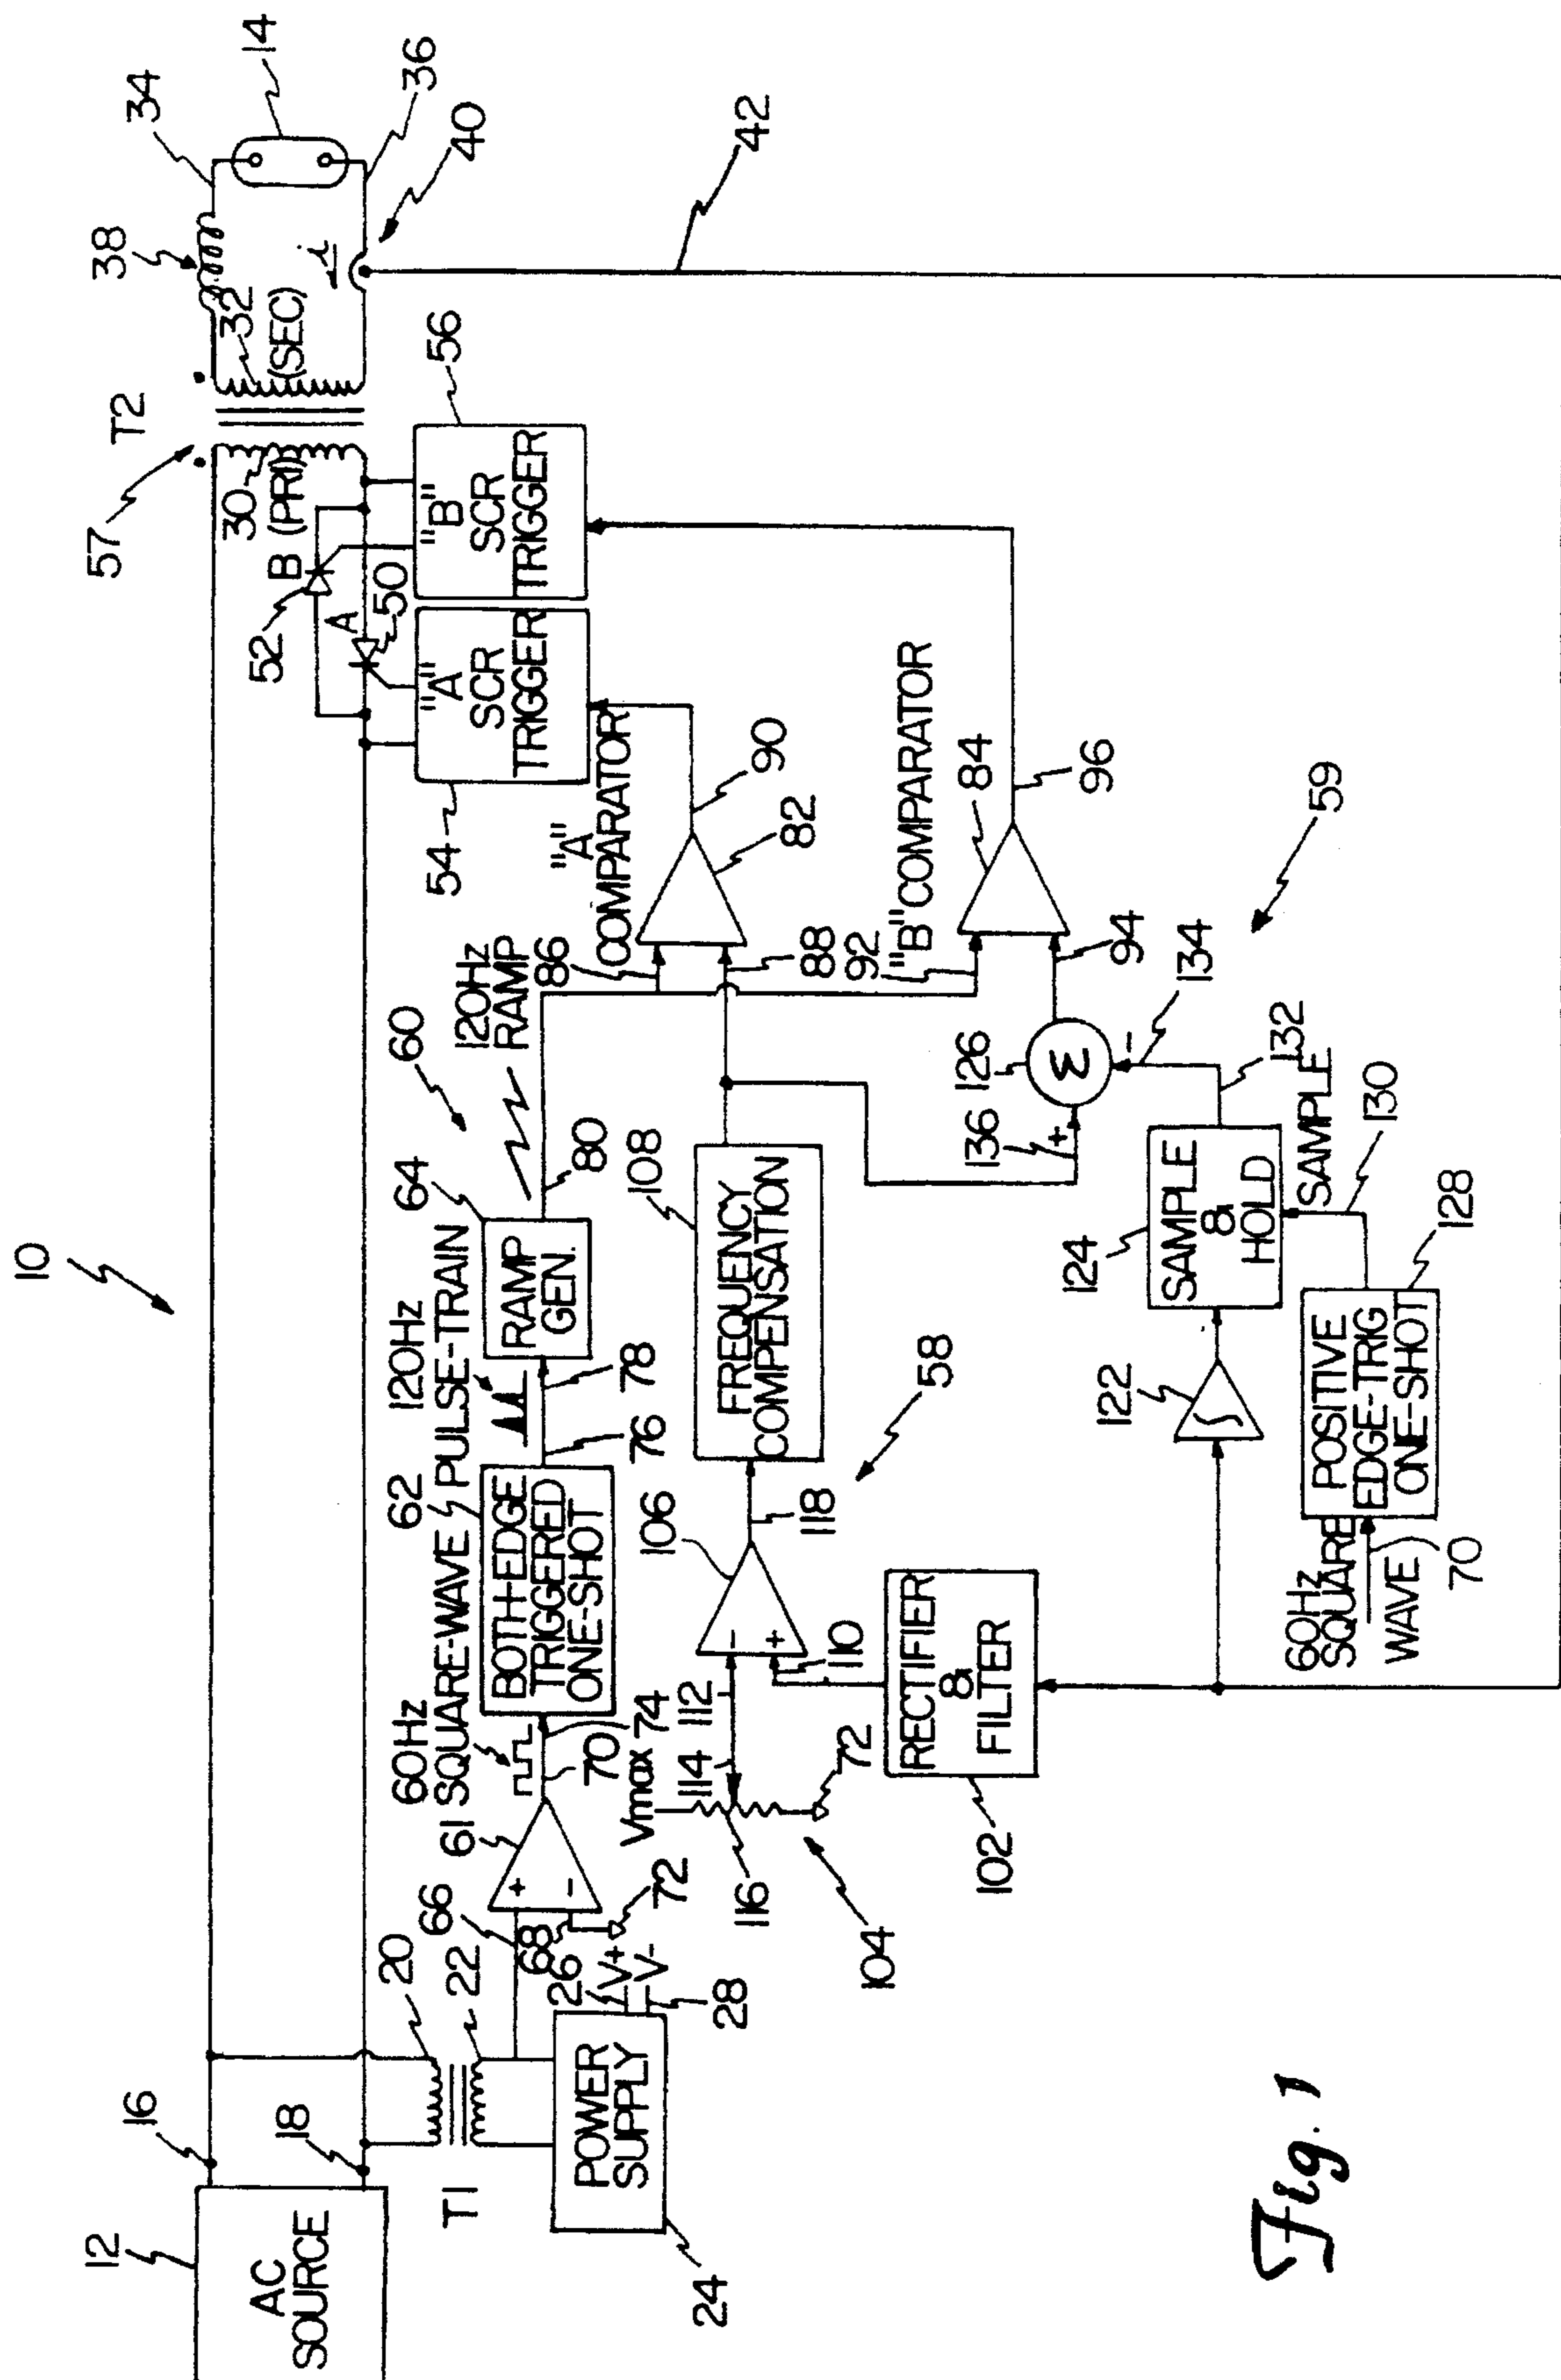 10
57
T2
38
34
14
32
(SEC)
i
36
40
42
12
AC
SOURCE
16
18
T1
20
22
POWER
SUPPLY
24
26
V+
V-
28
66
68
72
+
-
61
60Hz
SQUARE-WAVE
70
74
62
BOTH-EDGE
TRIGGERED
ONE-SHOT
76
78
120Hz
PULSE-TRAIN
RAMP
GEN.
64
80
60
120Hz
RAMP
86
88
"A"
COMPARATOR
82
90
54
"A"
SCR
TRIGGER
"B"
SCR
TRIGGER
56
52
B
A
50
30
(PRI)
92
"B" COMPARATOR
84
94
96
59
Vmax
114
112
116
72
104
-
+
110
106
118
58
FREQUENCY
COMPENSATION
108
RECTIFIER
&
FILTER
102
122
∫
124
SAMPLE
&
HOLD
126
Σ
136
+
-
134
132
SAMPLE
130
128
POSITIVE
EDGE-TRIG
ONE-SHOT
60Hz
SQUARE
WAVE
70
Fig. 1